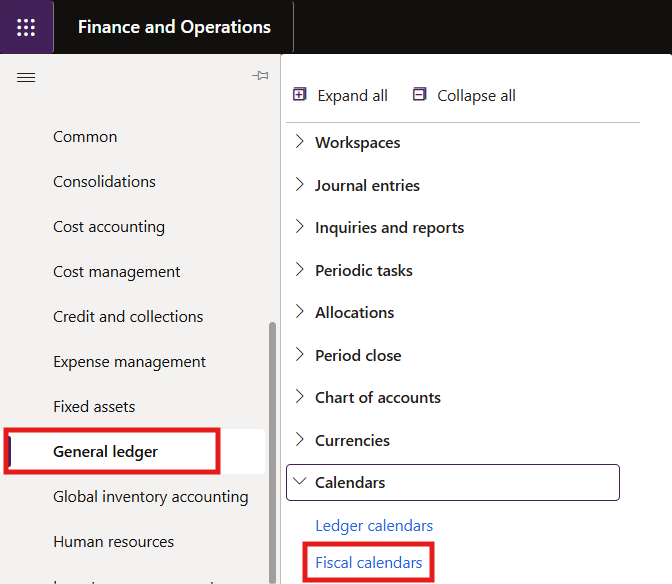 Finance and Operations
Common
Consolidations
Cost accounting
Cost management
Credit and collections
Expense management
Fixed assets
General ledger
Global inventory accounting
Human resources
Expand all
Collapse all
Workspaces
Journal entries
Inquiries and reports
Periodic tasks
Allocations
Period close
Chart of accounts
Currencies
Calendars
Ledger calendars
Fiscal calendars